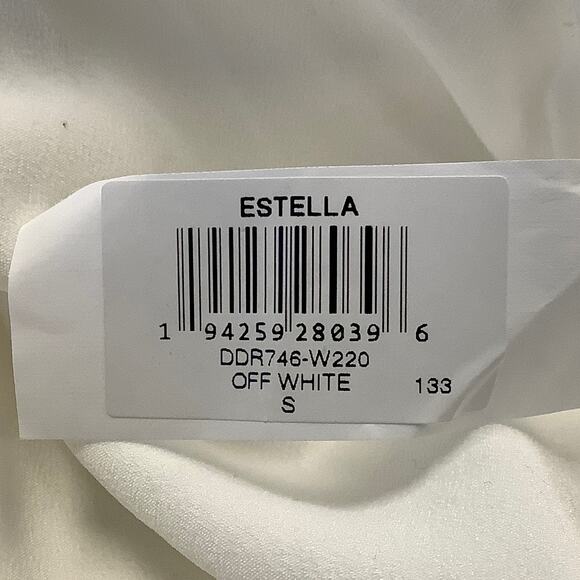 ESTELLA
1 94259 28039 6
DDR746-W220
OFF WHITE
133
S